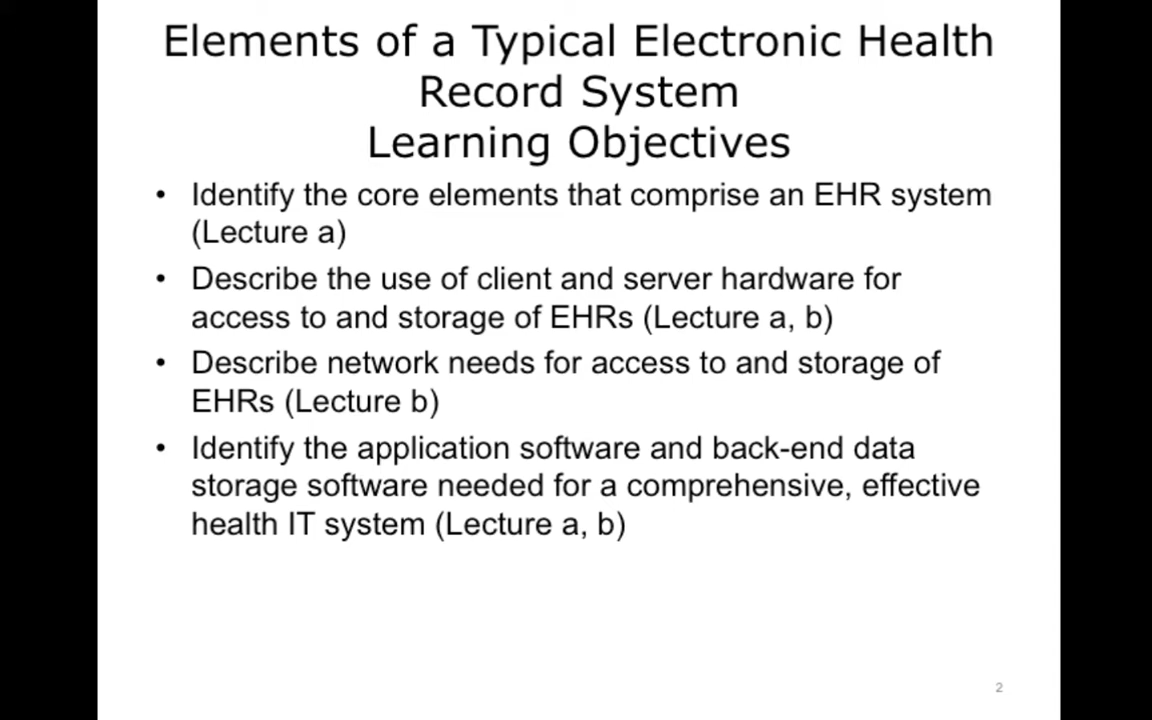 Elements of a Typical Electronic Health
Record System
Learning Objectives
• Identify the core elements that comprise an EHR system
(Lecture a)
• Describe the use of client and server hardware for
access to and storage of EHRs (Lecture a, b)
• Describe network needs for access to and storage of
EHRs (Lecture b)
• Identify the application software and back-end data
storage software needed for a comprehensive, effective
health IT system (Lecture a, b)
2